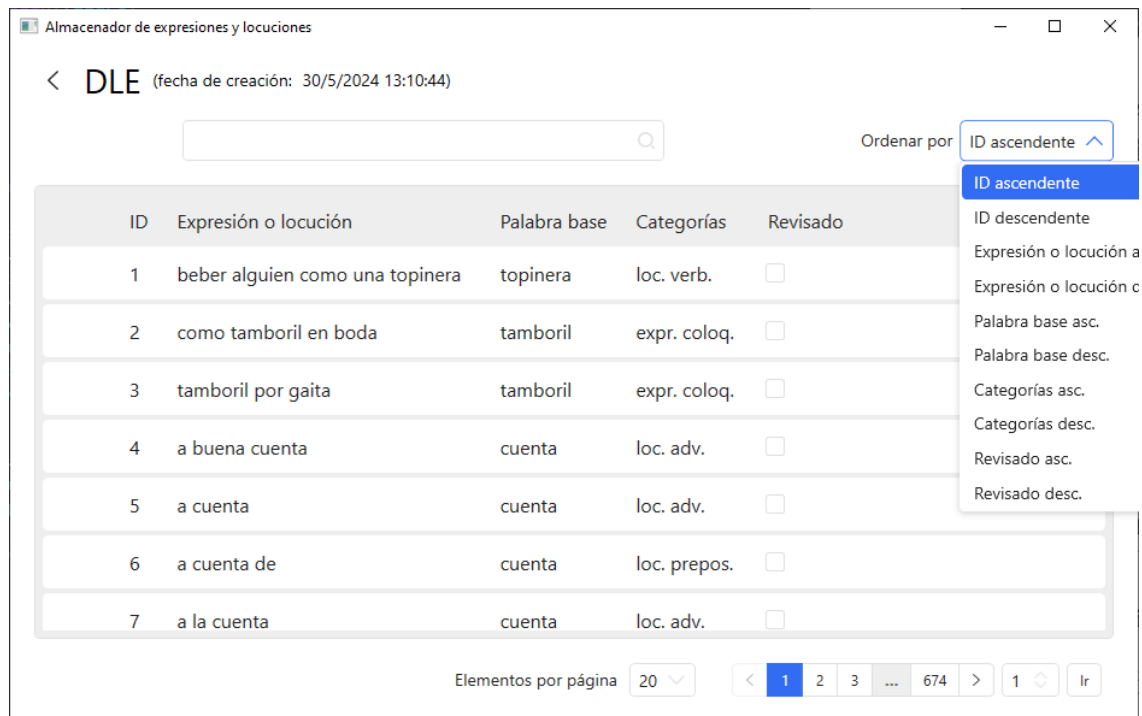 Almacenador de expresiones y locuciones
DLE (fecha de creación: 30/5/2024 13:10:44)
Ordenar por ID ascendente
ID ascendente
ID descendente
Expresión o locución a
Expresión o locución d
Palabra base asc.
Palabra base desc.
Categorías asc.
Categorías desc.
Revisado asc.
Revisado desc.
ID Expresión o locución Palabra base Categorías Revisado
1 beber alguien como una topinera topinera loc. verb.
2 como tamboril en boda tamboril expr. coloq.
3 tamboril por gaita tamboril expr. coloq.
4 a buena cuenta cuenta loc. adv.
5 a cuenta cuenta loc. adv.
6 a cuenta de cuenta loc. prepos.
7 a la cuenta cuenta loc. adv.
Elementos por página 20 < 1 2 3 ... 674 > 1 Ir